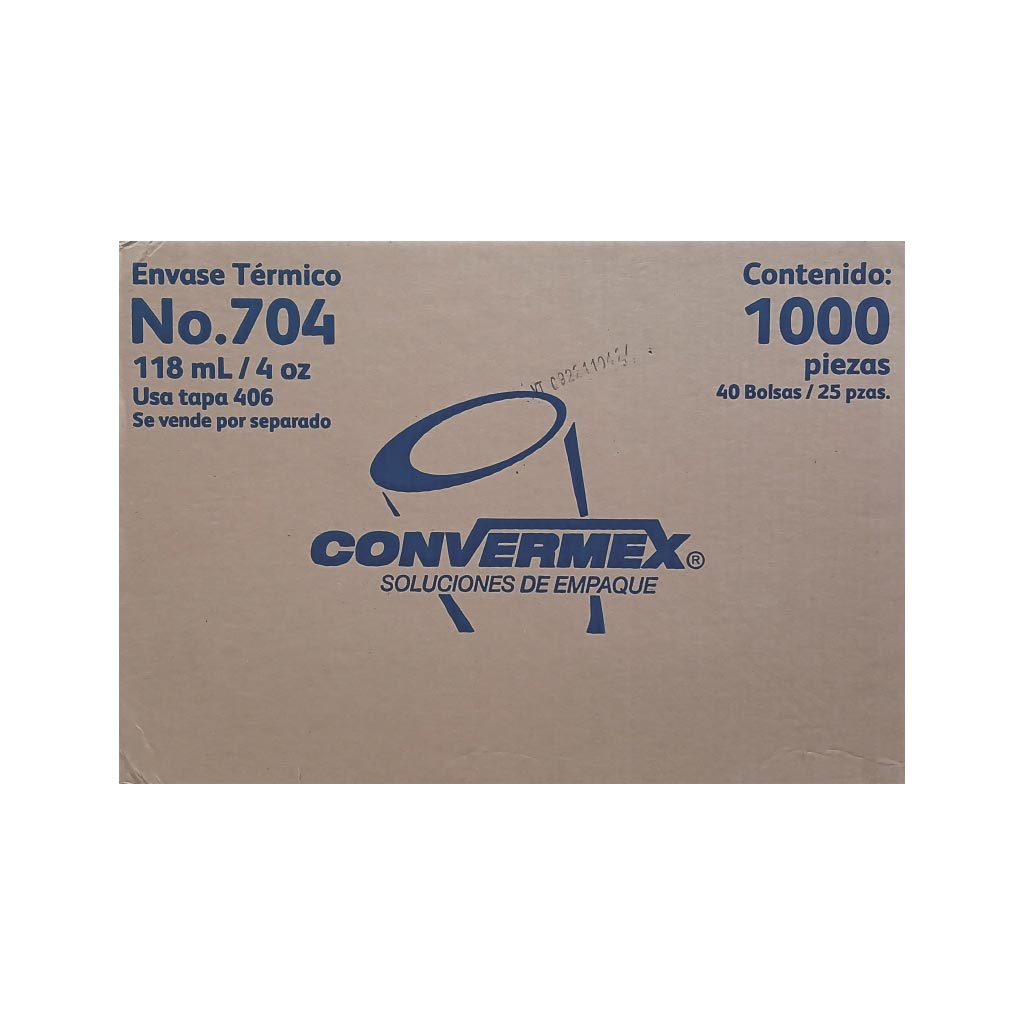 Envase Térmico
No.704
118 mL / 4 oz
Usa tapa 406
Se vende por separado
Contenido:
1000
piezas
40 Bolsas / 25 pzas.
CONVERMEX®
SOLUCIONES DE EMPAQUE